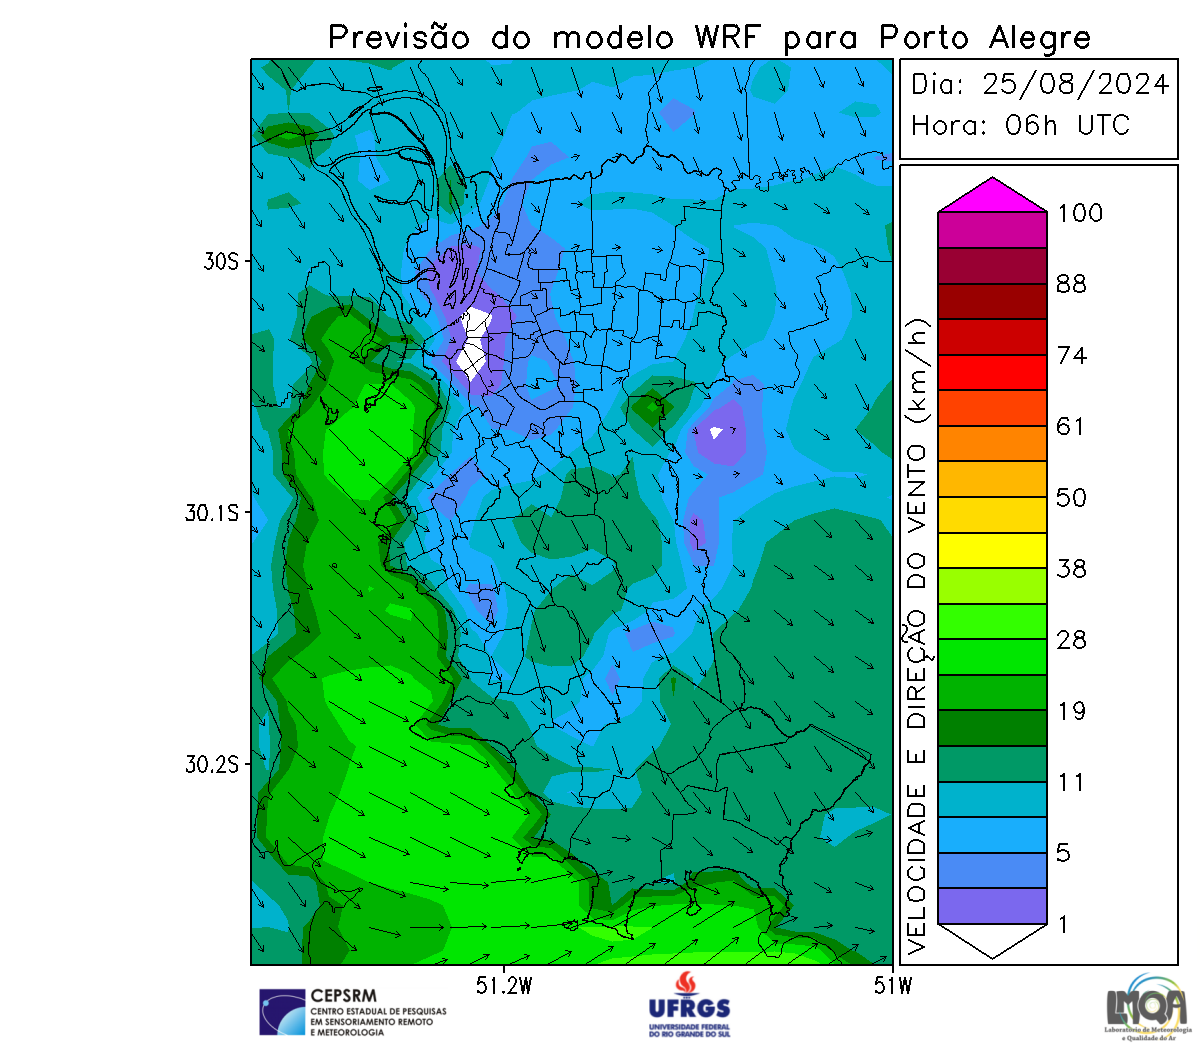 Previsão do modelo WRF para Porto Alegre
Dia: 25/08/2024
Hora: 06h UTC
30S
30.1S
30.2S
51.2W
51W
VELOCIDADE E DIREÇÃO DO VENTO (km/h)
100
88
74
61
50
38
28
19
11
5
1
CEPSRM
CENTRO ESTADUAL DE PESQUISAS
EM SENSORIAMENTO REMOTO
E METEOROLOGIA
UFRGS
UNIVERSIDADE FEDERAL
DO RIO GRANDE DO SUL
LMQA
Laboratório de Meteorologia
e Qualidade do Ar